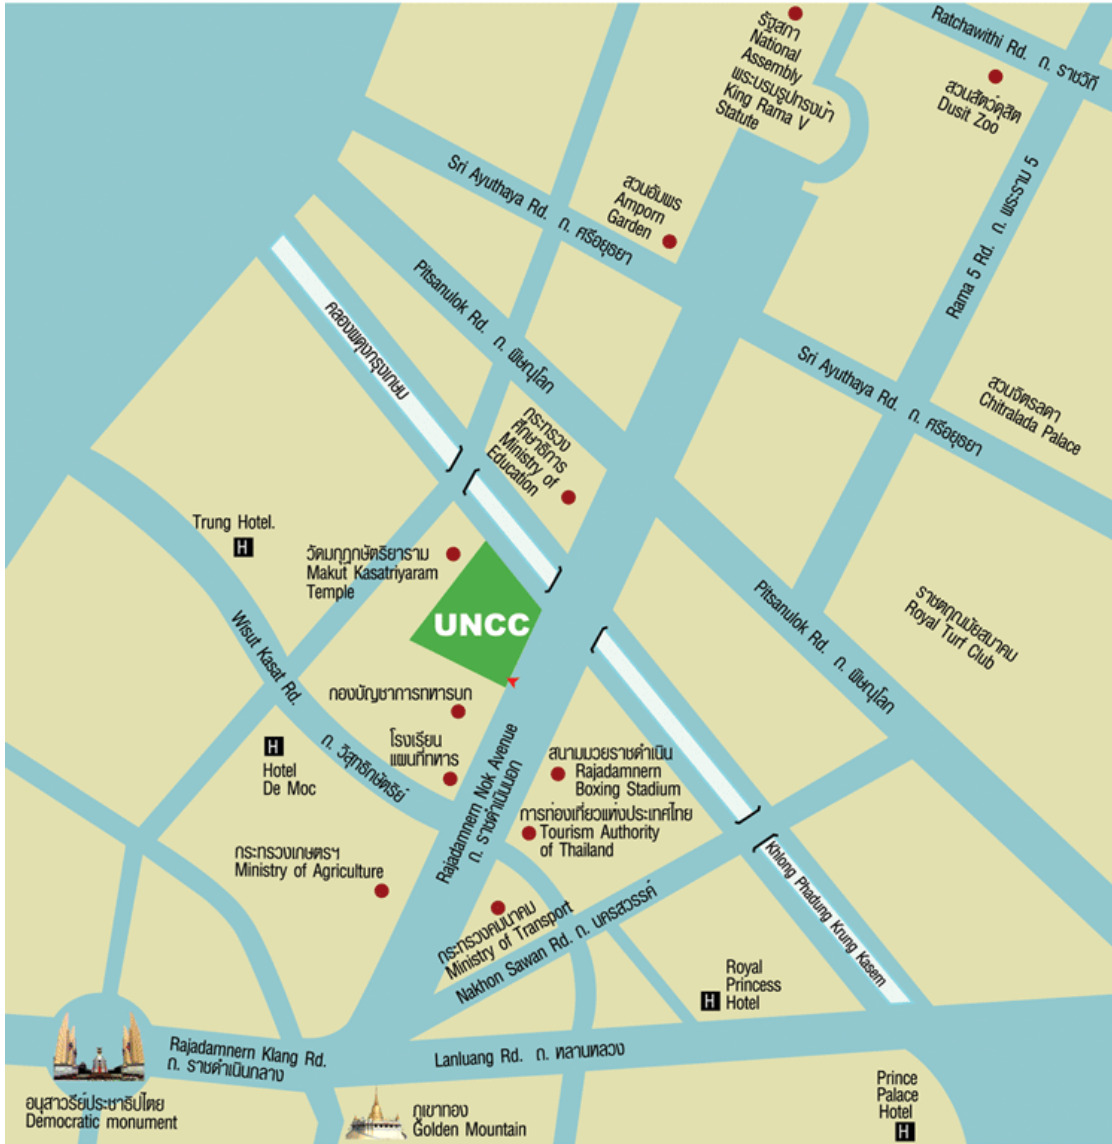 รัฐสภา
National
Assembly
พระบรมรูปทรงม้า
King Rama V
Statute
Ratchawithi Rd. ถ. ราชวิถี
สวนสัตว์ดุสิต
Dusit Zoo
Sri Ayuthaya Rd. ถ. ศรีอยุธยา
สวนอัมพร
Amporn
Garden
Rama 5 Rd. ถ. พระราม 5
Pitsanulok Rd. ถ. พิษณุโลก
คลองผดุงกรุงเกษม
Sri Ayuthaya Rd. ถ. ศรีอยุธยา
สวนจิตรลดา
Chitralada Palace
กระทรวง
ศึกษาธิการ
Ministry of
Education
Trung Hotel.
H
วัดมกุฏกษัตริยาราม
Makut Kasatriyaram
Temple
UNCC
Pitsanulok Rd. ถ. พิษณุโลก
ราชตฤณมัยสมาคม
Royal Turf Club
Wisut Kasat Rd.
ถ. วิสุทธิกษัตริย์
กองบัญชาการทหารบก
โรงเรียน
แผนที่ทหาร
H
Hotel
De Moc
Rajadamnern Nok Avenue
ถ. ราชดำเนินนอก
สนามมวยราชดำเนิน
Rajadamnern
Boxing Stadium
การท่องเที่ยวแห่งประเทศไทย
Tourism Authority
of Thailand
กระทรวงเกษตรฯ
Ministry of Agriculture
กระทรวงคมนาคม
Ministry of Transport
Nakhon Sawan Rd. ถ. นครสวรรค์
Khlong Phadung Krung Kasem
Royal
Princess
H Hotel
Rajadamnern Klang Rd.
ถ. ราชดำเนินกลาง
Lanluang Rd. ถ. หลานหลวง
อนุสาวรีย์ประชาธิปไตย
Democratic monument
ภูเขาทอง
Golden Mountain
Prince
Palace
Hotel
H